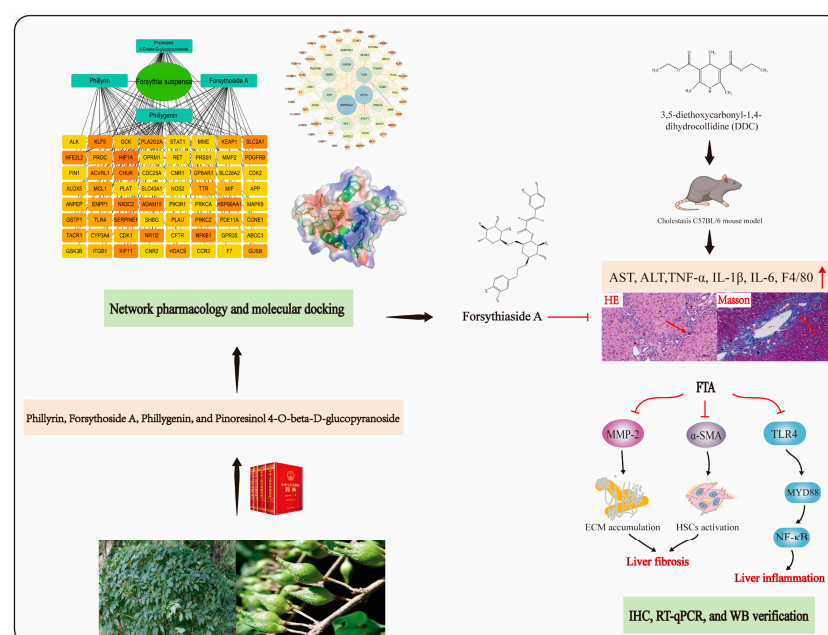 Pinoresinol
4-O-beta-D-glucopyranoside
Phillyrin
Forsythia suspensa
Forsythoside A
Phillygenin
ALK KLF5 GCK PLA2G2A STAT1 MME KEAP1 SLC2A1
NFE2L2 PROC HIF1A OPRM1 RET PRSS1 MMP2 PDGFRB
PIN1 ACVRL1 CHUK CDC25A CNR1 GPBAR1 SLC28A2 CDK2
ALOX5 MCL1 PLAT SLC40A1 NOS2 TTR MIF APP
ANPEP ENPP1 NR3C2 ADAM10 PIK3R1 PRKCA HSP90AA1 MAPK9
GSTP1 TLR4 SERPINE1 SHBG PLAU PRKCZ PDE11A CCNE1
TACR1 CYP3A4 CDK1 NR1I2 CFTR NFKB1 GPR35 ABCC1
GSK3B ITGB1 KIF11 CNR2 HDAC9 CCR2 F7 GUSB
Network pharmacology and molecular docking
Phillyrin, Forsythoside A, Phillygenin, and Pinoresinol 4-O-beta-D-glucopyranoside
Forsythiaside A
3,5-diethoxycarbonyl-1,4-
dihydrocollidine (DDC)
Cholestasis C57BL/6 mouse model
AST, ALT,TNF-α, IL-1β, IL-6, F4/80
HE
Masson
FTA
MMP-2
α-SMA
TLR4
MYD88
NF-κB
ECM accumulation
HSCs activation
Liver fibrosis
Liver inflammation
IHC, RT-qPCR, and WB verification